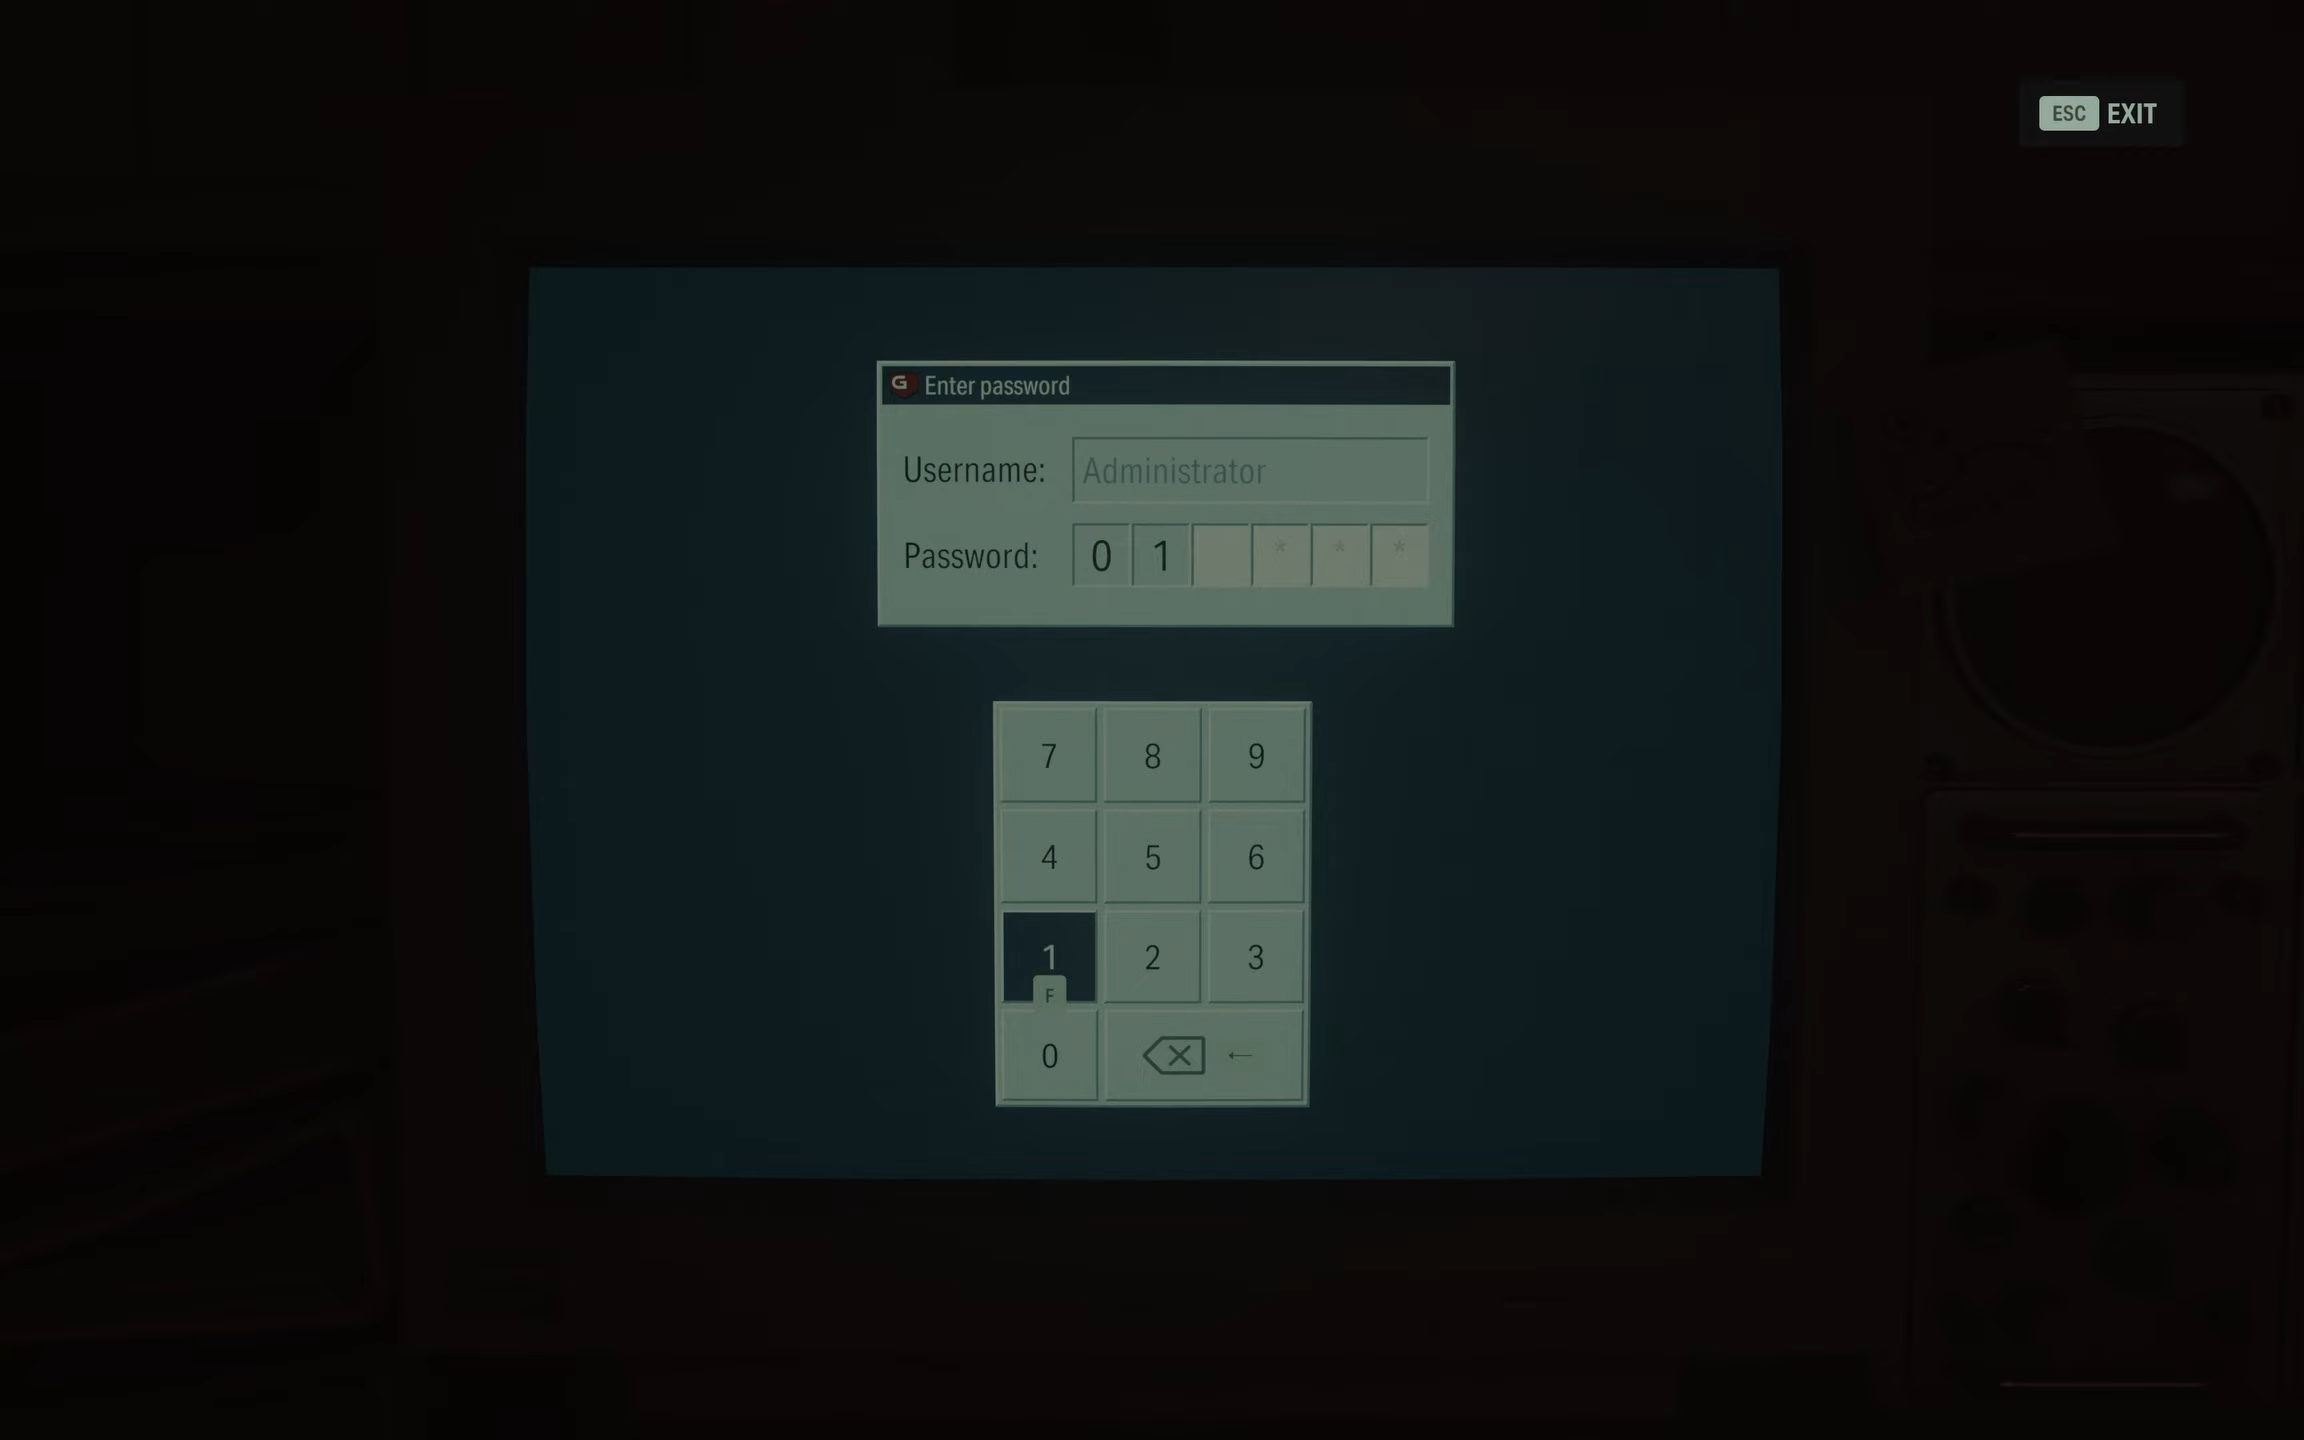 ESC EXIT
G Enter password
Username: Administrator
Password: 0 1 * * *
7 8 9
4 5 6
1 2 3
F
0 ←